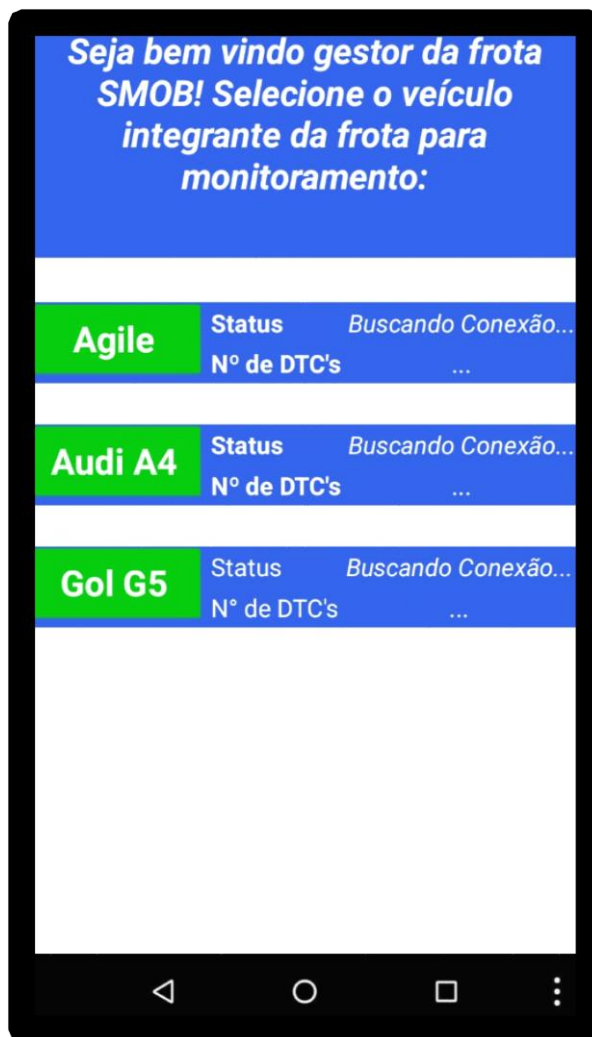 Seja bem vindo gestor da frota
SMOB! Selecione o veículo
integrante da frota para
monitoramento:
Agile
Status Buscando Conexão...
Nº de DTC's ...
Audi A4
Status Buscando Conexão...
Nº de DTC's ...
Gol G5
Status Buscando Conexão...
N° de DTC's ...